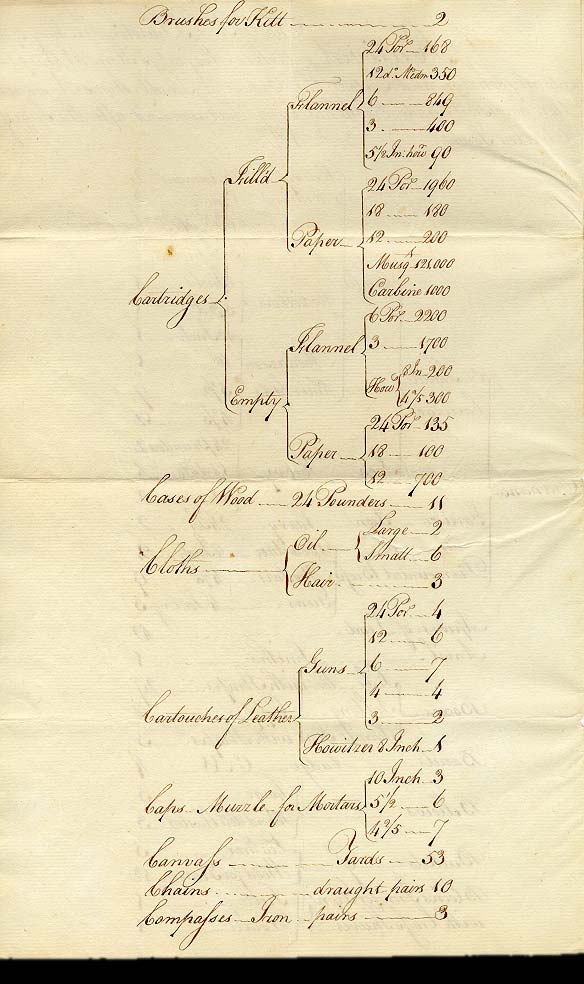 Brushes for Kitt 2
24 Por. 168
12 do. Medm 350
Flannel 6 849
3 400
5 1/2 In: how 90
Fill'd
24 Por. 1960
18 180
Paper 12 200
Musqt 121,000
Carbine 1000
Cartridges
6 Por. 2200
Flannel 3 1700
How 8 In 200
4 2/5 300
Empty
24 Por. 135
Paper 18 100
12 700
Cases of Wood 24 Pounders 11
Large 2
Oil Small 6
Cloths
Hair 3
24 Por. 4
12 6
Guns 6 7
4 4
3 2
Cartouches of Leather
Howitzer 8 Inch 1
10 Inch 3
Caps Muzzle for Mortars 5 1/2 6
4 2/5 7
Canvass Yards 53
Chains draught pairs 10
Compasses Iron pairs 3